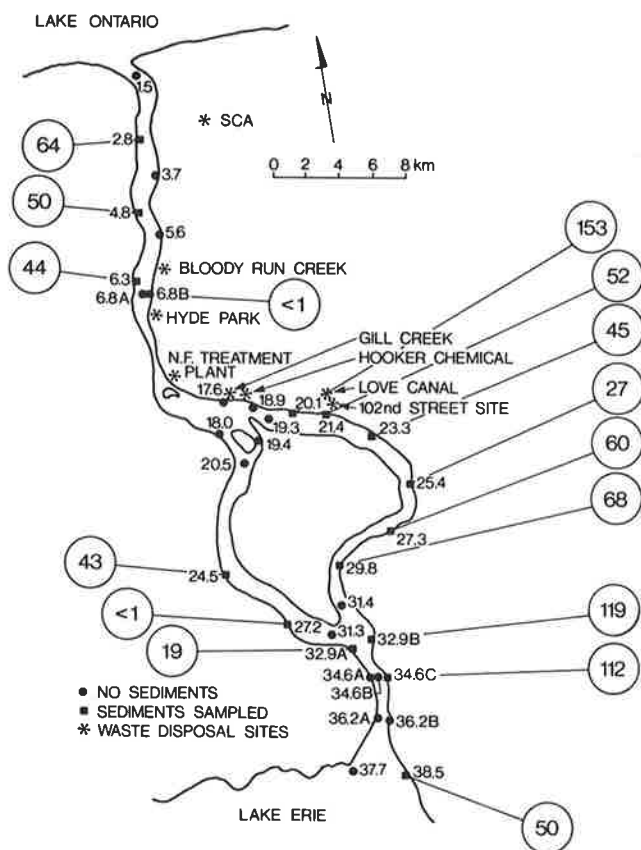 LAKE ONTARIO
1.5
* SCA
N
64
2.8
0 2 4 6 8 km
3.7
50
4.8
153
5.6
52
44
6.3
* BLOODY RUN CREEK
6.8A
6.8B
<1
45
* HYDE PARK
GILL CREEK
HOOKER CHEMICAL
N.F. TREATMENT
PLANT
*
27
17.6
*
*
18.9
20.1
* LOVE CANAL
* 102nd STREET SITE
19.3
21.4
23.3
18.0
19.4
60
20.5
25.4
27.3
68
43
29.8
24.5
31.4
<1
27.2
31.3
119
32.9B
19
32.9A
34.6A
34.6C
112
34.6B
● NO SEDIMENTS
■ SEDIMENTS SAMPLED
* WASTE DISPOSAL SITES
36.2A
36.2B
37.7
38.5
LAKE ERIE
50